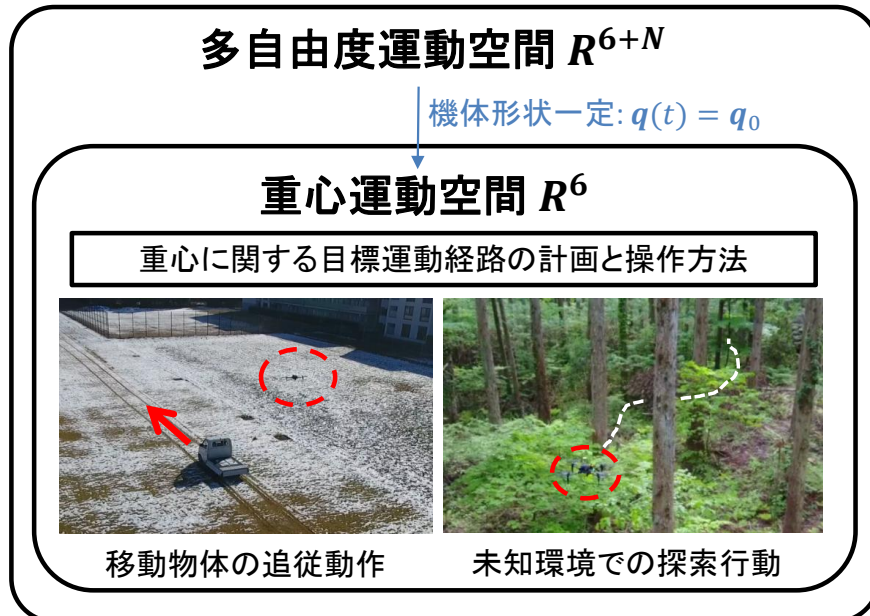 多自由度運動空間 R⁶⁺ᴺ
機体形状一定: q(t) = q₀
重心運動空間 R⁶
重心に関する目標運動経路の計画と操作方法
移動物体の追従動作
未知環境での探索行動